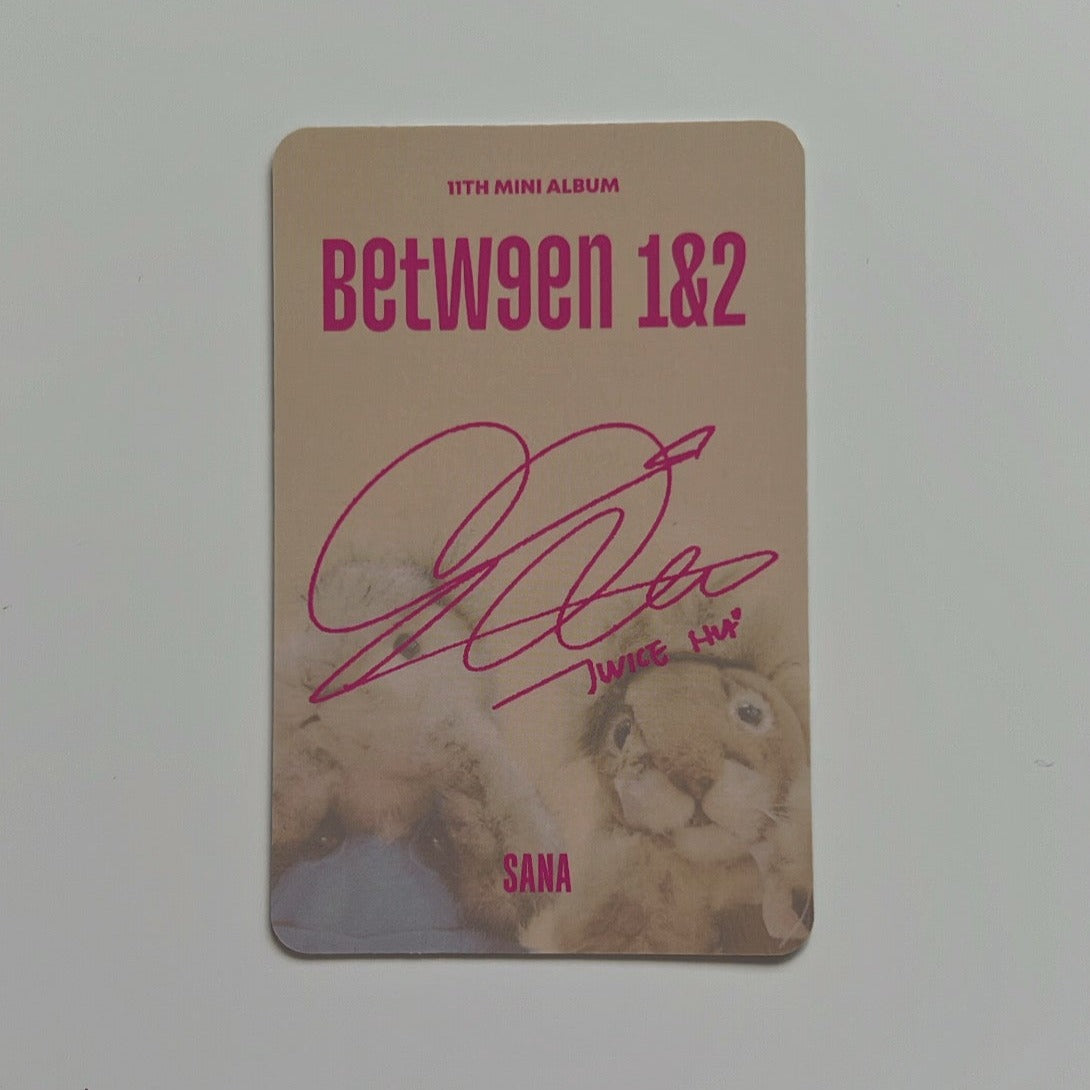 11TH MINI ALBUM
BetW9en 1&2
TWICE
SANA